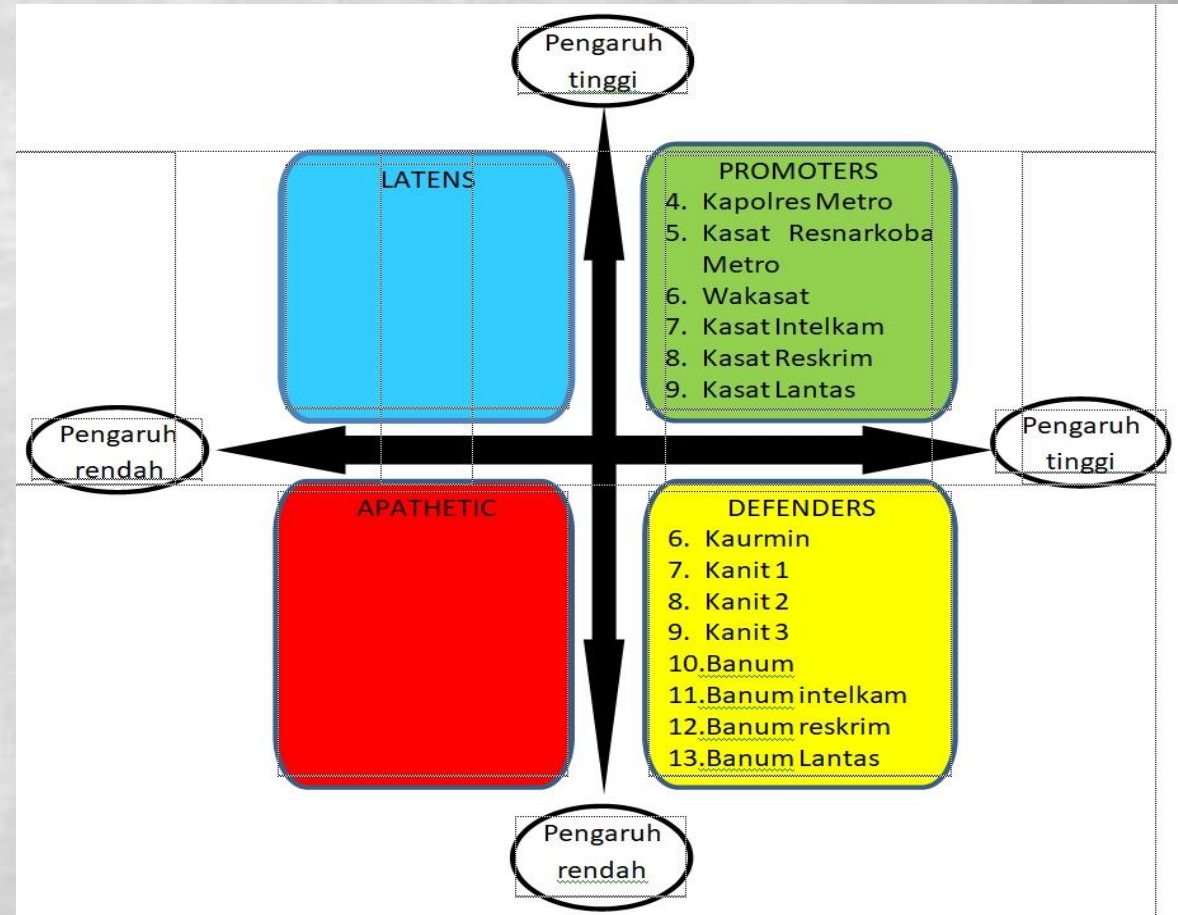 Pengaruh
tinggi
LATENS
PROMOTERS
4. Kapolres Metro
5. Kasat Resnarkoba
Metro
6. Wakasat
7. Kasat Intelkam
8. Kasat Reskrim
9. Kasat Lantas
Pengaruh
rendah
Pengaruh
tinggi
APATHETIC
DEFENDERS
6. Kaurmin
7. Kanit 1
8. Kanit 2
9. Kanit 3
10.Banum
11.Banum intelkam
12.Banum reskrim
13.Banum Lantas
Pengaruh
rendah